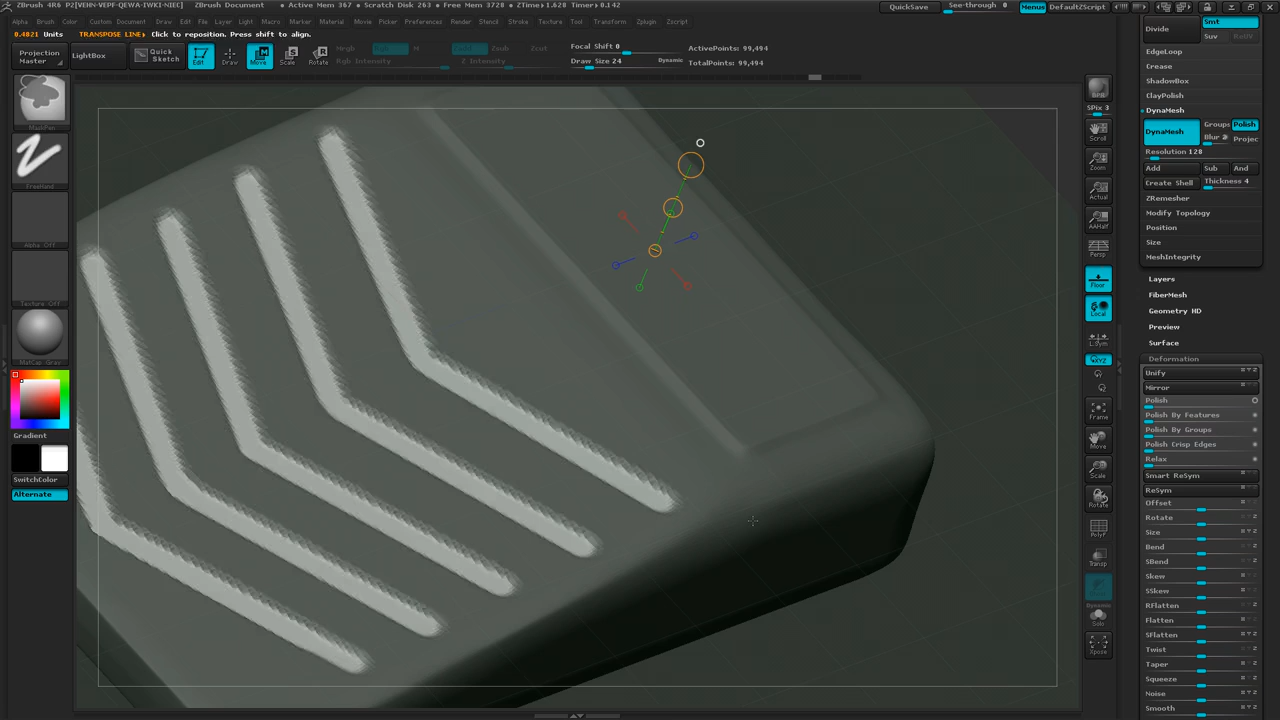 ZBrush 4R6 P2[VEHN-VEPF-QEWA-IWKI-NIEC] ZBrush Document • Active Mem 367 • Scratch Disk 263 • Free Mem 3728 • ZTime▸1.628 Timer▸0.142 QuickSave See-through 0 Menus DefaultZScript
Alpha Brush Color Document Draw Edit File Layer Light Macro Marker Material Movie Picker Preferences Render Stencil Stroke Texture Tool Transform Zplugin Zscript
0.4821 Units TRANSPOSE LINE: Click to reposition. Press shift to align.
Projection Master
LightBox
Quick Sketch
Edit
Draw
Move
Scale
Rotate
Mrgb Rgb M
Rgb Intensity
Zadd Zsub Zcut
Z Intensity
Focal Shift 0
Draw Size 24 Dynamic
ActivePoints: 99,494
TotalPoints: 99,494
MaskPen
FreeHand
Alpha Off
Texture Off
MatCap Gray
Gradient
SwitchColor
Alternate
BPR
SPix 3
Scroll
Zoom
Actual
AAHalf
Persp
Floor
Local
L.Sym
Frame
Move
Scale
Rotate
PolyF
Transp
Dynamic
Solo
Xpose
Divide Smt
Suv
EdgeLoop
Crease
ShadowBox
ClayPolish
DynaMesh
DynaMesh Groups Polish
Blur 2 Projec
Resolution 128
Add Sub And
Create Shell Thickness 4
ZRemesher
Modify Topology
Position
Size
MeshIntegrity
Layers
FiberMesh
Geometry HD
Preview
Surface
Deformation
Unify
Mirror
Polish
Polish By Features
Polish By Groups
Polish Crisp Edges
Relax
Smart ReSym
ReSym
Offset
Rotate
Size
Bend
SBend
Skew
SSkew
RFlatten
Flatten
SFlatten
Twist
Taper
Squeeze
Noise
Smooth